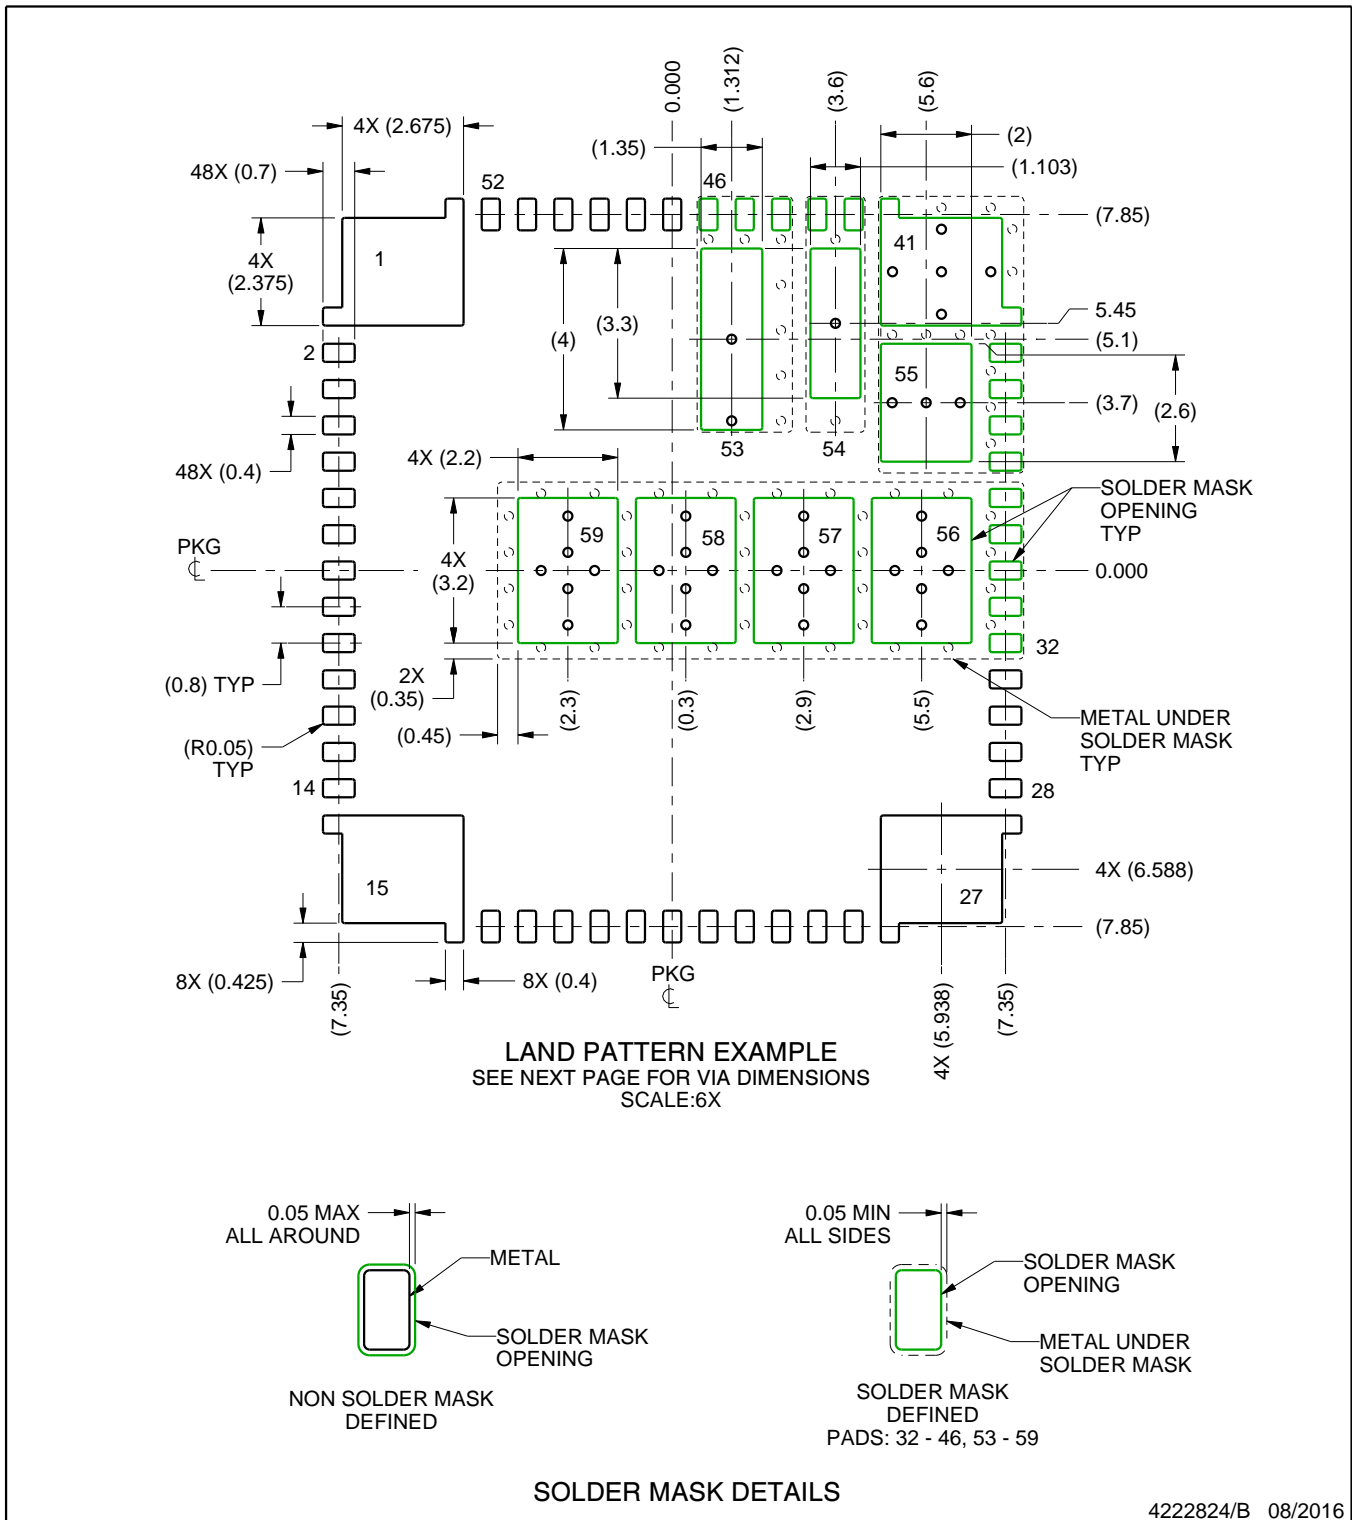 0.000
(1.312)
(3.6)
(5.6)
4X (2.675)
(1.35)
(2)
(1.103)
48X (0.7)
52
46
(7.85)
1
41
4X
(2.375)
(4)
(3.3)
5.45
(5.1)
2
55
(3.7)
(2.6)
48X (0.4)
4X (2.2)
53
54
SOLDER MASK
OPENING
TYP
PKG
59
58
57
56
4X
(3.2)
0.000
32
(0.8) TYP
2X
(0.35)
(0.45)
(2.3)
(0.3)
(2.9)
(5.5)
METAL UNDER
SOLDER MASK
TYP
(R0.05)
TYP
14
28
15
27
4X (6.588)
(7.85)
8X (0.425)
8X (0.4)
PKG
(7.35)
4X (5.938)
(7.35)
LAND PATTERN EXAMPLE
SEE NEXT PAGE FOR VIA DIMENSIONS
SCALE:6X
0.05 MAX
ALL AROUND
METAL
SOLDER MASK
OPENING
NON SOLDER MASK
DEFINED
0.05 MIN
ALL SIDES
SOLDER MASK
OPENING
METAL UNDER
SOLDER MASK
SOLDER MASK
DEFINED
PADS: 32 - 46, 53 - 59
SOLDER MASK DETAILS
4222824/B 08/2016